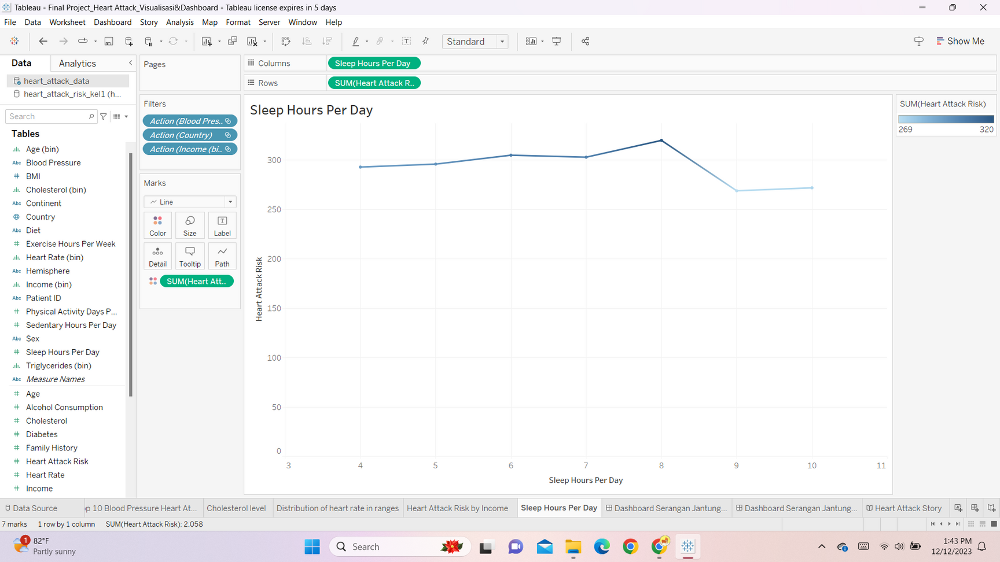 Tableau - Final Project_Heart Attack_Visualisasi&Dashboard - Tableau license expires in 5 days
File Data Worksheet Dashboard Story Analysis Map Format Server Window Help
Standard
Show Me
Data Analytics
heart_attack_data
heart_attack_risk_kel1 (h...
Search
Tables
Age (bin)
Abc Blood Pressure
# BMI
Cholesterol (bin)
Abc Continent
Country
Abc Diet
# Exercise Hours Per Week
Heart Rate (bin)
Abc Hemisphere
Income (bin)
Abc Patient ID
# Physical Activity Days P...
# Sedentary Hours Per Day
Abc Sex
# Sleep Hours Per Day
Triglycerides (bin)
Abc Measure Names
# Age
# Alcohol Consumption
# Cholesterol
# Diabetes
# Family History
# Heart Attack Risk
# Heart Rate
# Income
Pages
Filters
Action (Blood Pres..
Action (Country)
Action (Income (bi..
Marks
Line
Color Size Label
Detail Tooltip Path
SUM(Heart Att..
Columns Sleep Hours Per Day
Rows SUM(Heart Attack R..
Sleep Hours Per Day
300
250
200
150
100
50
0
Heart Attack Risk
3 4 5 6 7 8 9 10 11
Sleep Hours Per Day
SUM(Heart Attack Risk)
269 320
Data Source op 10 Blood Pressure Heart At... Cholesterol level Distribution of heart rate in ranges Heart Attack Risk by Income Sleep Hours Per Day Dashboard Serangan Jantung... Dashboard Serangan Jantung... Heart Attack Story
7 marks 1 row by 1 column SUM(Heart Attack Risk): 2,058
1
82°F
Partly sunny
Search
1:43 PM
12/12/2023